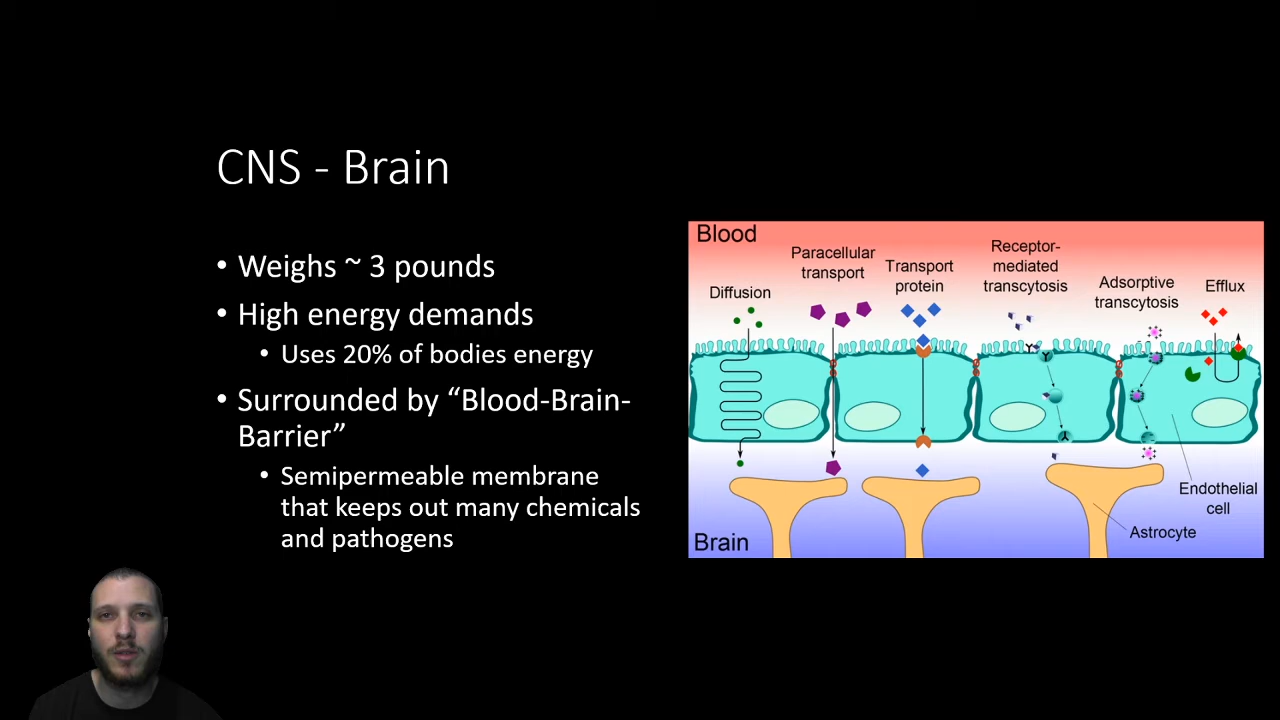 CNS - Brain
• Weighs ~ 3 pounds
• High energy demands
• Uses 20% of bodies energy
• Surrounded by “Blood-Brain-
Barrier”
• Semipermeable membrane
that keeps out many chemicals
and pathogens
Blood
Diffusion
Paracellular
transport
Transport
protein
Receptor-
mediated
transcytosis
Adsorptive
transcytosis
Efflux
Endothelial
cell
Astrocyte
Brain